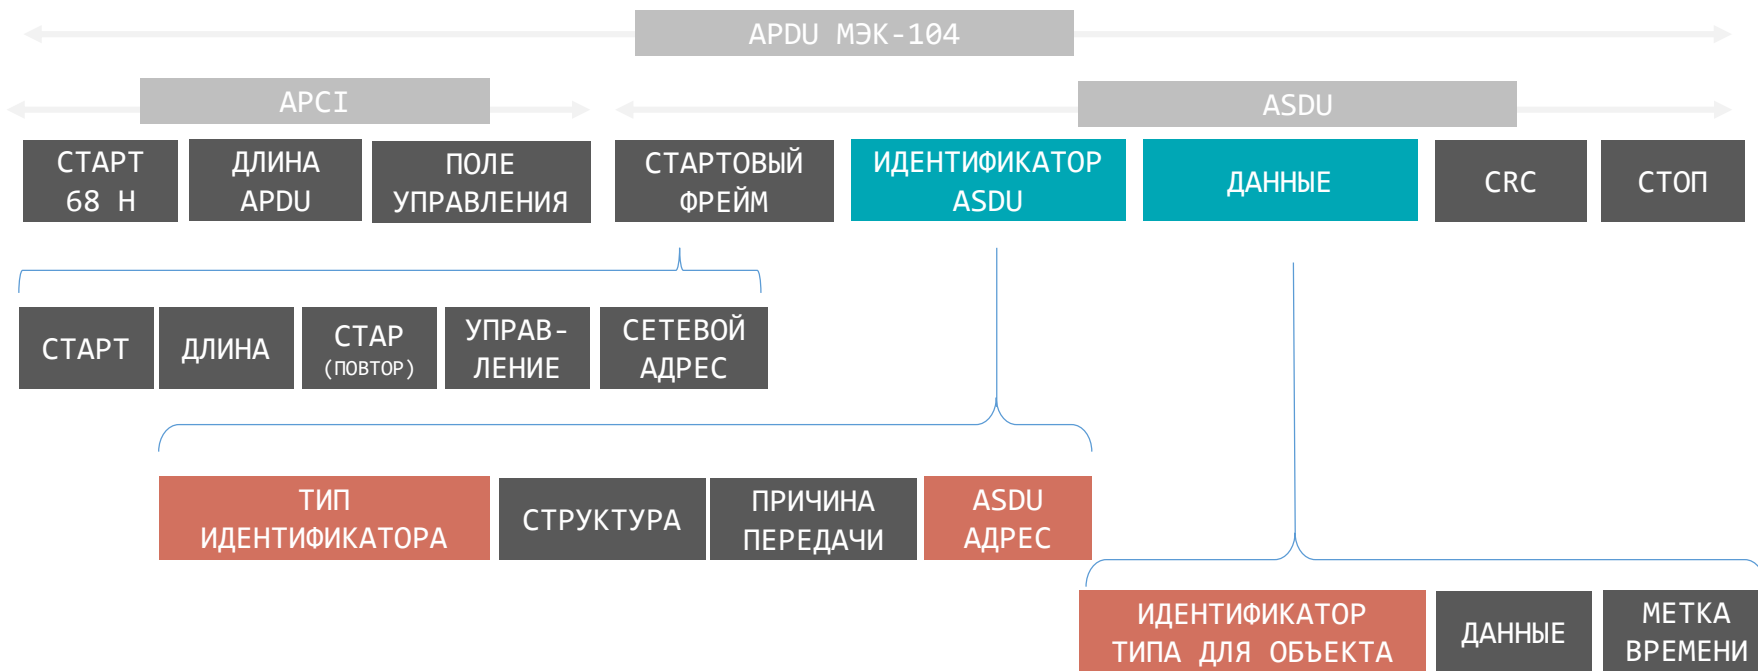 APDU МЭК-104
APCI
ASDU
СТАРТ
68 H
ДЛИНА
APDU
ПОЛЕ
УПРАВЛЕНИЯ
СТАРТОВЫЙ
ФРЕЙМ
ИДЕНТИФИКАТОР
ASDU
ДАННЫЕ
CRC
СТОП
СТАРТ
ДЛИНА
СТАР
(ПОВТОР)
УПРАВ-
ЛЕНИЕ
СЕТЕВОЙ
АДРЕС
ТИП
ИДЕНТИФИКАТОРА
СТРУКТУРА
ПРИЧИНА
ПЕРЕДАЧИ
ASDU
АДРЕС
ИДЕНТИФИКАТОР
ТИПА ДЛЯ ОБЪЕКТА
ДАННЫЕ
МЕТКА
ВРЕМЕНИ